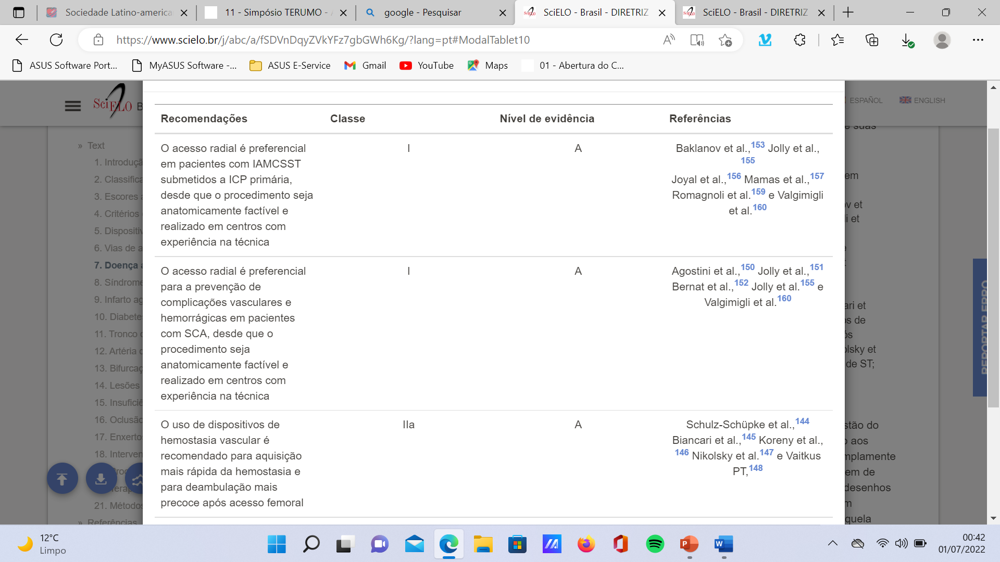 Sociedade Latino-america
11 - Simpósio TERUMO -
google - Pesquisar
SciELO - Brasil - DIRETRIZ
SciELO - Brasil - DIRETRIZ
https://www.scielo.br/j/abc/a/fSDVnDqyZVkYFz7gbGWh6Kg/?lang=pt#ModalTablet10
ASUS Software Port...
MyASUS Software -...
ASUS E-Service
Gmail
YouTube
Maps
01 - Abertura do C...
SciELO B
ESPAÑOL
ENGLISH
» Text
1. Introduçã
2. Classifica
3. Escores a
4. Critérios
5. Dispositiv
6. Vias de a
7. Doença a
8. Síndrome
9. Infarto ag
10. Diabete
11. Tronco
12. Artéria
13. Bifurcaç
14. Lesões
15. Insuficiê
16. Oclusão
17. Enxerto
18. Interven
21. Métodos
» Referências
Recomendações Classe Nível de evidência Referências
O acesso radial é preferencial I A Baklanov et al.,153 Jolly et al.,
em pacientes com IAMCSST 155
submetidos a ICP primária, Joyal et al.,156 Mamas et al.,157
desde que o procedimento seja Romagnoli et al.159 e Valgimigli
anatomicamente factível e et al.160
realizado em centros com
experiência na técnica
O acesso radial é preferencial I A Agostini et al.,150 Jolly et al.,151
para a prevenção de Bernat et al.,152 Jolly et al.155 e
complicações vasculares e Valgimigli et al.160
hemorrágicas em pacientes
com SCA, desde que o
procedimento seja
anatomicamente factível e
realizado em centros com
experiência na técnica
O uso de dispositivos de IIa A Schulz-Schüpke et al.,144
hemostasia vascular é Biancari et al.,145 Koreny et al.,
recomendado para aquisição 146 Nikolsky et al.147 e Vaitkus
mais rápida da hemostasia e PT,148
para deambulação mais
precoce após acesso femoral
e suas
em
ov et
li et
ari et
os de
ós
olsky et
de ST;
stão do
o aos
mplamente
em de
desenhos
m
quela
REPORTAR ERRO
12°C
Limpo
00:42
01/07/2022